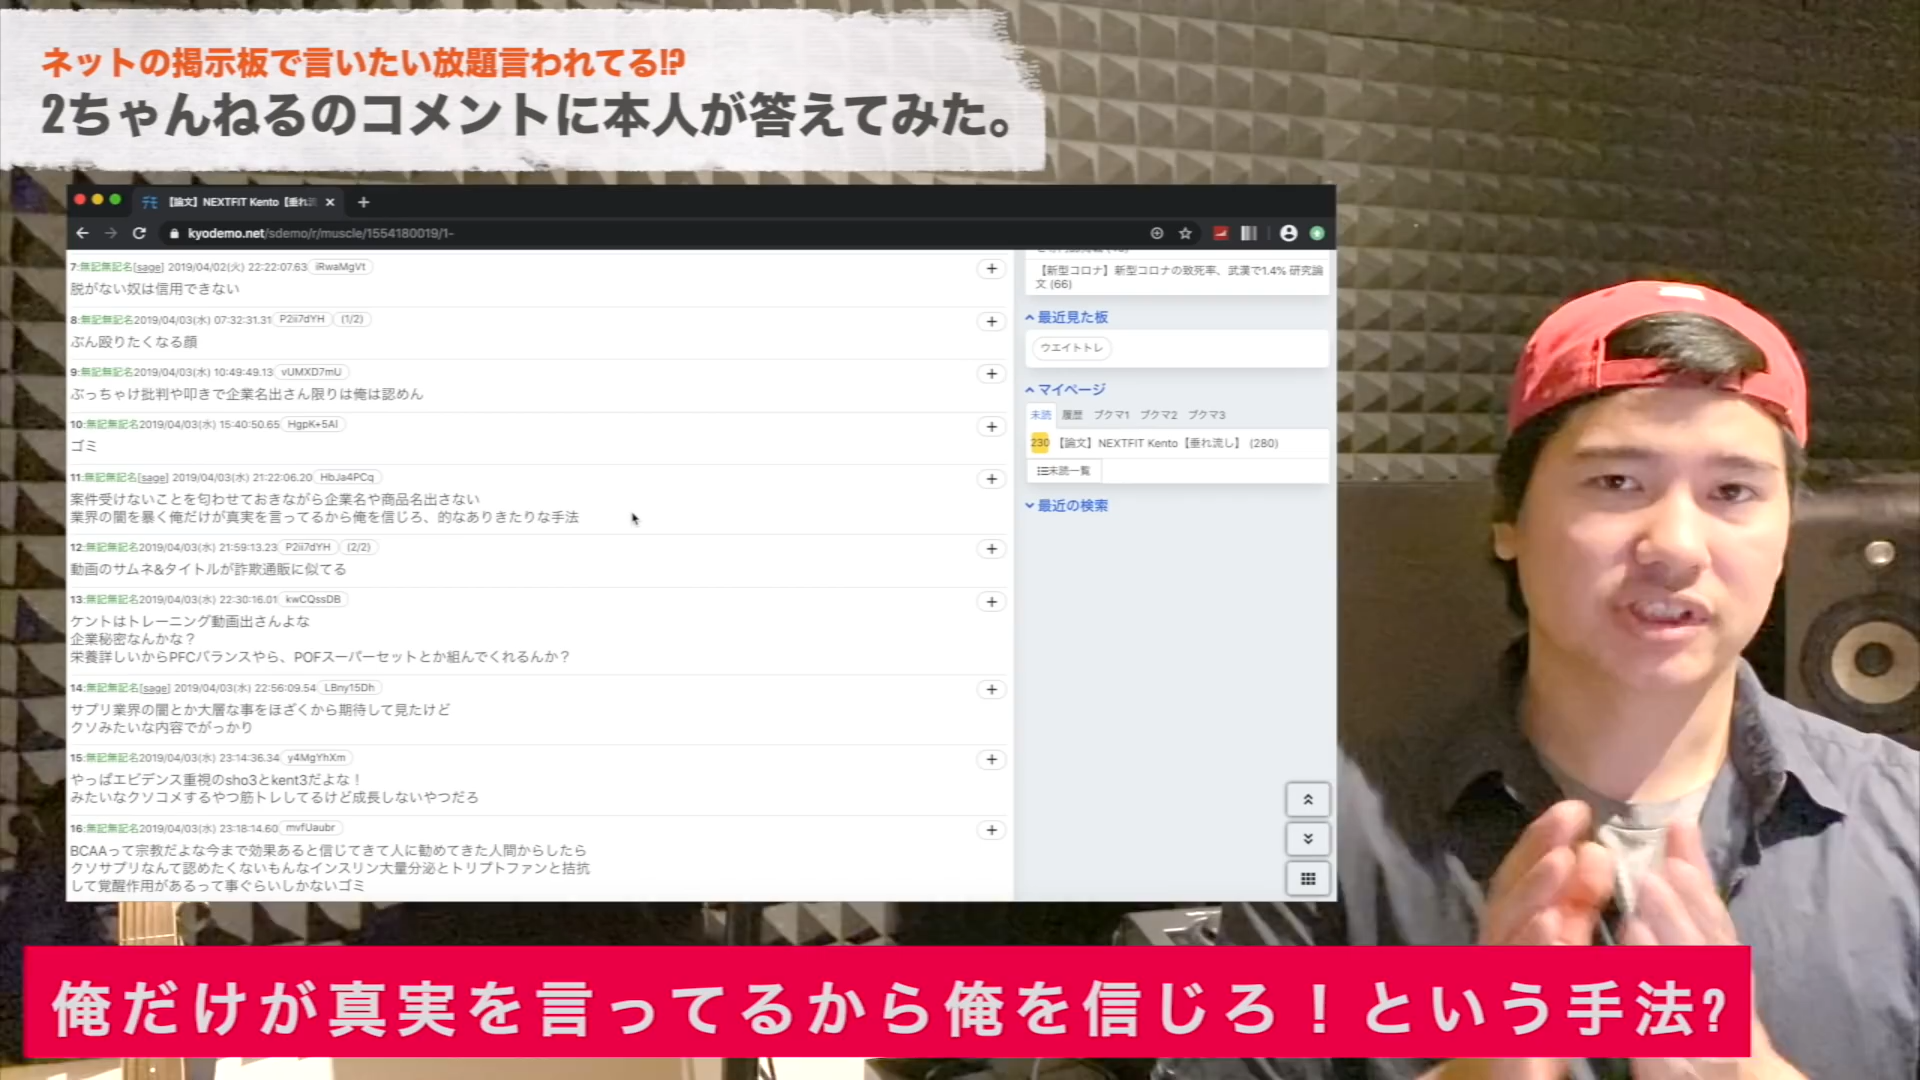 ネットの掲示板で言いたい放題言われてる!?
2ちゃんねるのコメントに本人が答えてみた。
【論文】NEXTFIT Kento【垂れ流
kyodemo.net/sdemo/r/muscle/1554180019/1-
7:無記無記名[sage] 2019/04/02(火) 22:22:07.63 iRwaMgVt
脱がない奴は信用できない
8:無記無記名2019/04/03(水) 07:32:31.31 P2ii7dYH (1/2)
ぶん殴りたくなる顔
9:無記無記名2019/04/03(水) 10:49:49.13 vUMXD7mU
ぶっちゃけ批判や叩きで企業名出さん限りは俺は認めん
10:無記無記名2019/04/03(水) 15:40:50.65 HgpK+5AI
ゴミ
11:無記無記名[sage] 2019/04/03(水) 21:22:06.20 HbJa4PCq
案件受けないことを匂わせておきながら企業名や商品名出さない
業界の闇を暴く俺だけが真実を言ってるから俺を信じろ、的なありきたりな手法
12:無記無記名2019/04/03(水) 21:59:13.23 P2ii7dYH (2/2)
動画のサムネ&タイトルが詐欺通販に似てる
13:無記無記名2019/04/03(水) 22:30:16.01 kwCQssDB
ケントはトレーニング動画出さんよな
企業秘密なんかな？
栄養詳しいからPFCバランスやら、POFスーパーセットとか組んでくれるんか？
14:無記無記名[sage] 2019/04/03(水) 22:56:09.54 LBny15Dh
サプリ業界の闇とか大層な事をほざくから期待して見たけど
クソみたいな内容でがっかり
15:無記無記名2019/04/03(水) 23:14:36.34 y4MgYhXm
やっぱエビデンス重視のsho3とkent3だよな！
みたいなクソコメするやつ筋トレしてるけど成長しないやつだろ
16:無記無記名2019/04/03(水) 23:18:14.60 mvfUaubr
BCAAって宗教だよな今まで効果あると信じてきて人に勧めてきた人間からしたら
クソサプリなんて認めたくないもんなインスリン大量分泌とトリプトファンと拮抗
して覚醒作用があるって事ぐらいしかないゴミ
【新型コロナ】新型コロナの致死率、武漢で1.4% 研究論
文 (66)
最近見た板
ウエイトトレ
マイページ
未読 履歴 ブクマ1 ブクマ2 ブクマ3
230 【論文】NEXTFIT Kento【垂れ流し】 (280)
未読一覧
最近の検索
俺だけが真実を言ってるから俺を信じろ！という手法?